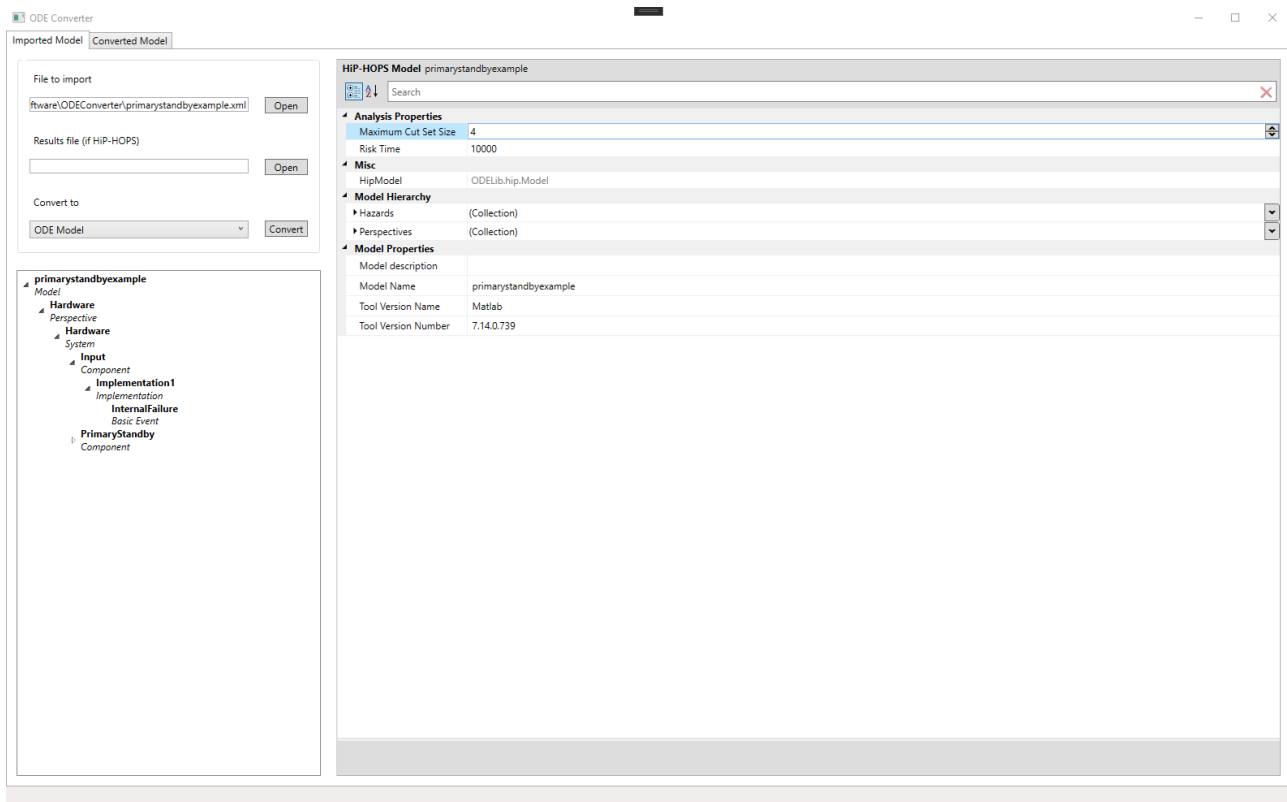 ODE Converter
Imported Model Converted Model
File to import
ftware\ODEConverter\primarystandbyexample.xml Open
Results file (if HiP-HOPS)
Open
Convert to
ODE Model Convert
primarystandbyexample
Model
Hardware
Perspective
Hardware
System
Input
Component
Implementation1
Implementation
InternalFailure
Basic Event
PrimaryStandby
Component
HiP-HOPS Model primarystandbyexample
Search
Analysis Properties
Maximum Cut Set Size 4
Risk Time 10000
Misc
HipModel ODELib.hip.Model
Model Hierarchy
Hazards (Collection)
Perspectives (Collection)
Model Properties
Model description
Model Name primarystandbyexample
Tool Version Name Matlab
Tool Version Number 7.14.0.739